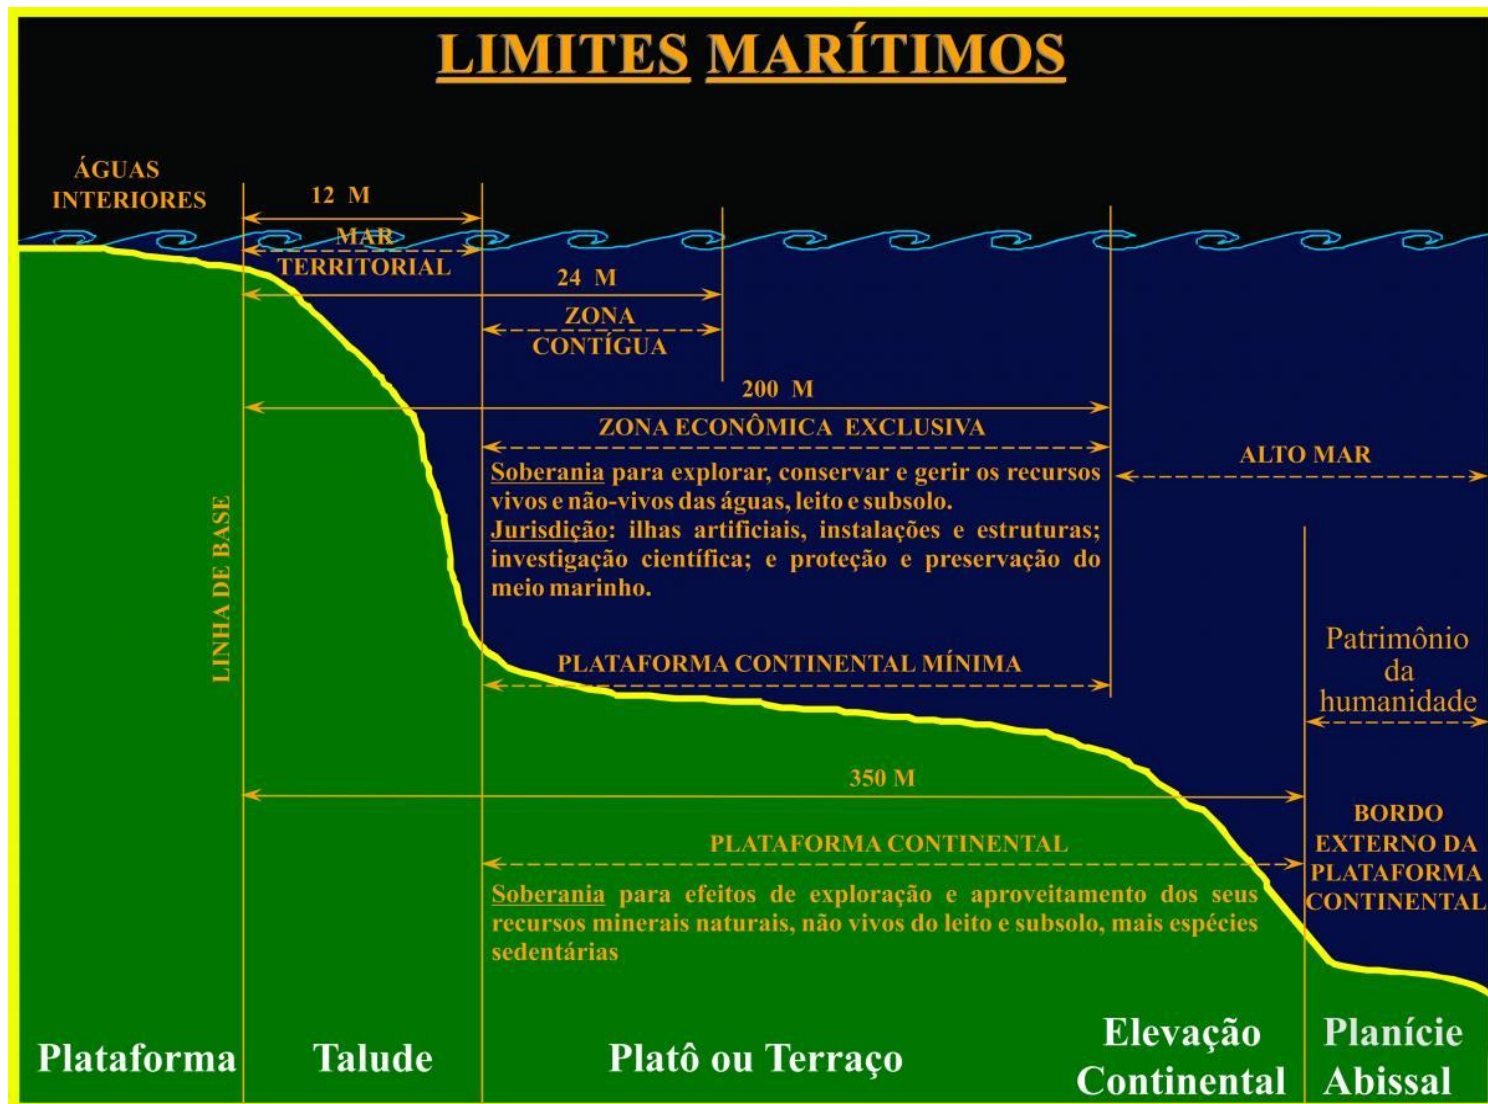 LIMITES MARÍTIMOS
ÁGUAS
INTERIORES
12 M
MAR
TERRITORIAL
24 M
ZONA
CONTÍGUA
200 M
ZONA ECONÔMICA EXCLUSIVA
Soberania para explorar, conservar e gerir os recursos
vivos e não-vivos das águas, leito e subsolo.
Jurisdição: ilhas artificiais, instalações e estruturas;
investigação científica; e proteção e preservação do
meio marinho.
ALTO MAR
LINHA DE BASE
PLATAFORMA CONTINENTAL MÍNIMA
Patrimônio
da
humanidade
350 M
PLATAFORMA CONTINENTAL
Soberania para efeitos de exploração e aproveitamento dos seus
recursos minerais naturais, não vivos do leito e subsolo, mais espécies
sedentárias
BORDO
EXTERNO DA
PLATAFORMA
CONTINENTAL
Plataforma
Talude
Platô ou Terraço
Elevação
Continental
Planície
Abissal